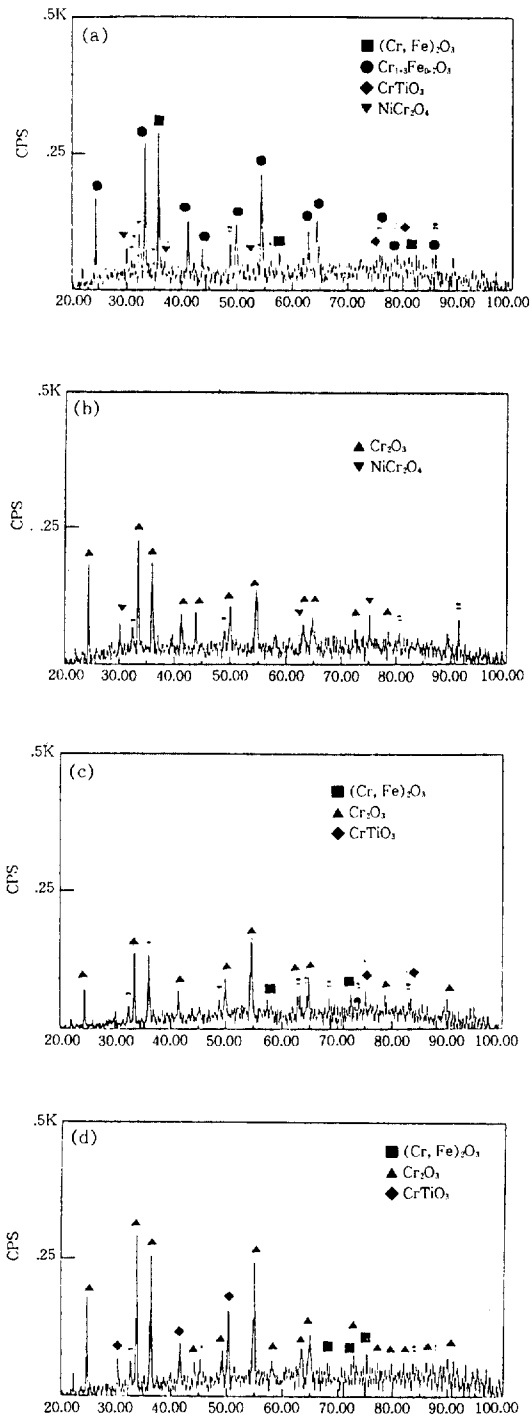 (a)
.5K
■ (Cr, Fe)₂O₃
● Cr₁.₃Fe₀.₇O₃
◆ CrTiO₃
▼ NiCr₂O₄
CPS
.25
20.00 30.00 40.00 50.00 60.00 70.00 80.00 90.00 100.00
(b)
.5K
▲ Cr₂O₃
▼ NiCr₂O₄
CPS
.25
20.00 30.00 40.00 50.00 60.00 70.00 80.00 90.00 100.00
(c)
.5K
■ (Cr, Fe)₂O₃
▲ Cr₂O₃
◆ CrTiO₃
CPS
.25
20.00 30.00 40.00 50.00 60.00 70.00 80.00 90.00 100.00
(d)
.5K
■ (Cr, Fe)₂O₃
▲ Cr₂O₃
◆ CrTiO₃
CPS
.25
20.00 30.00 40.00 50.00 60.00 70.00 80.00 90.00 100.00